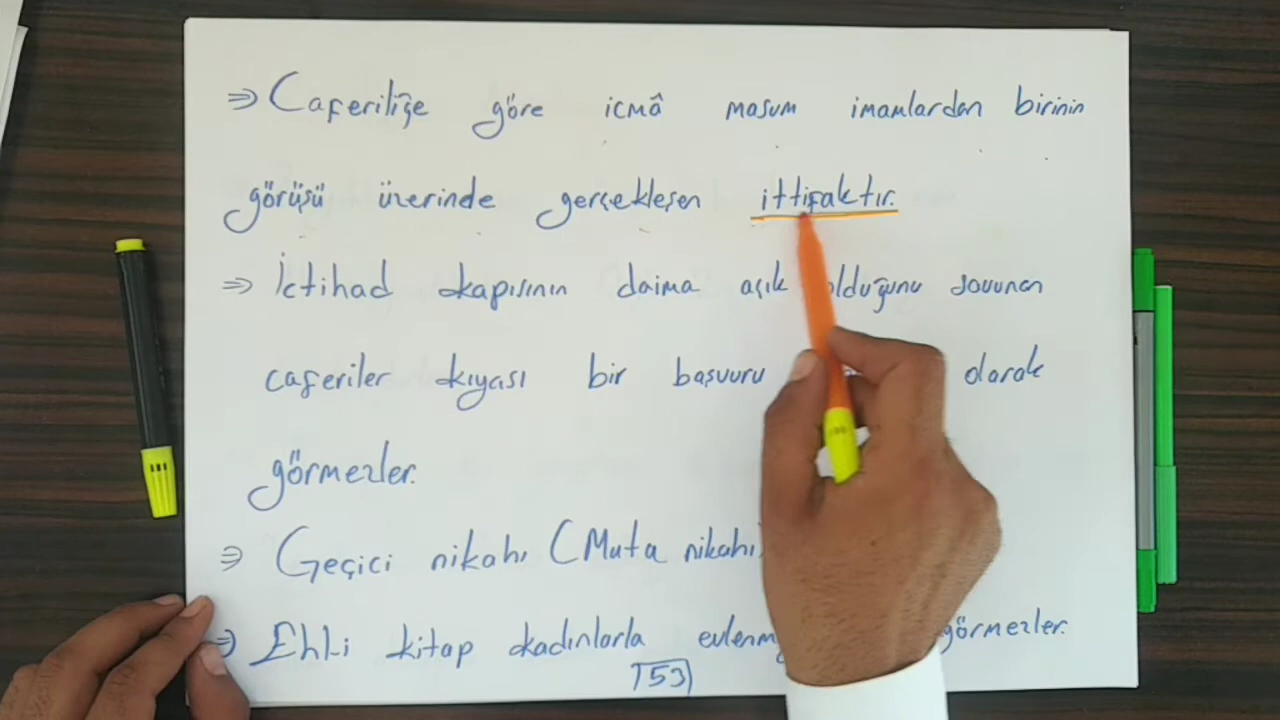 ⇒ Caferiliğe göre icmâ masum imamlardan birinin
görüşü üzerinde gerçekleşen ittifaktır.
⇒ İctihad kapısının daima açık olduğunu savunan
caferiler kıyası bir başvuru olarak
görmezler.
⇒ Geçici nikahı (Muta nikahı)
⇒ Ehli kitap kadınlarla görmezler.
53